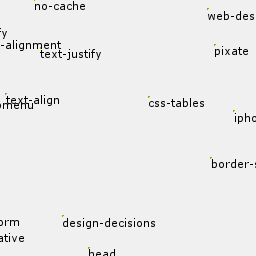 no-cache
web-des
fy
-alignment
text-justify
pixate
text-align
omenu
css-tables
ipho
border-s
orm
design-decisions
ative
head